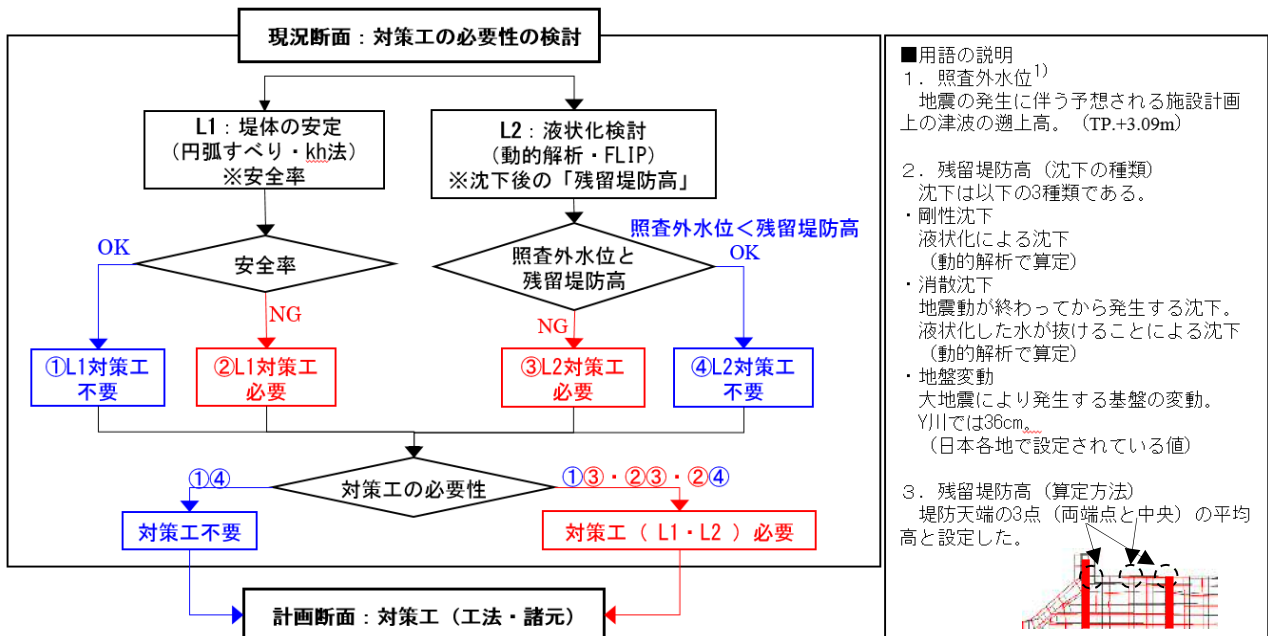 現況断面：対策工の必要性の検討
L1：堤体の安定
（円弧すべり・kh法）
※安全率
L2：液状化検討
（動的解析・FLIP）
※沈下後の「残留堤防高」
照査外水位＜残留堤防高
OK
安全率
NG
照査外水位と
残留堤防高
OK
NG
①L1対策工
不要
②L1対策工
必要
③L2対策工
必要
④L2対策工
不要
①④
対策工の必要性
①③・②③・②④
対策工不要
対策工（ L1・L2 ）必要
計画断面：対策工（工法・諸元）
■用語の説明
１．照査外水位1)
地震の発生に伴う予想される施設計画
上の津波の遡上高。（TP.+3.09m）
２．残留堤防高（沈下の種類）
沈下は以下の3種類である。
・剛性沈下
液状化による沈下
（動的解析で算定）
・消散沈下
地震動が終わってから発生する沈下。
液状化した水が抜けることによる沈下
（動的解析で算定）
・地盤変動
大地震により発生する基盤の変動。
Y川では36cm。
（日本各地で設定されている値）
３．残留堤防高（算定方法）
堤防天端の3点（両端点と中央）の平均
高と設定した。